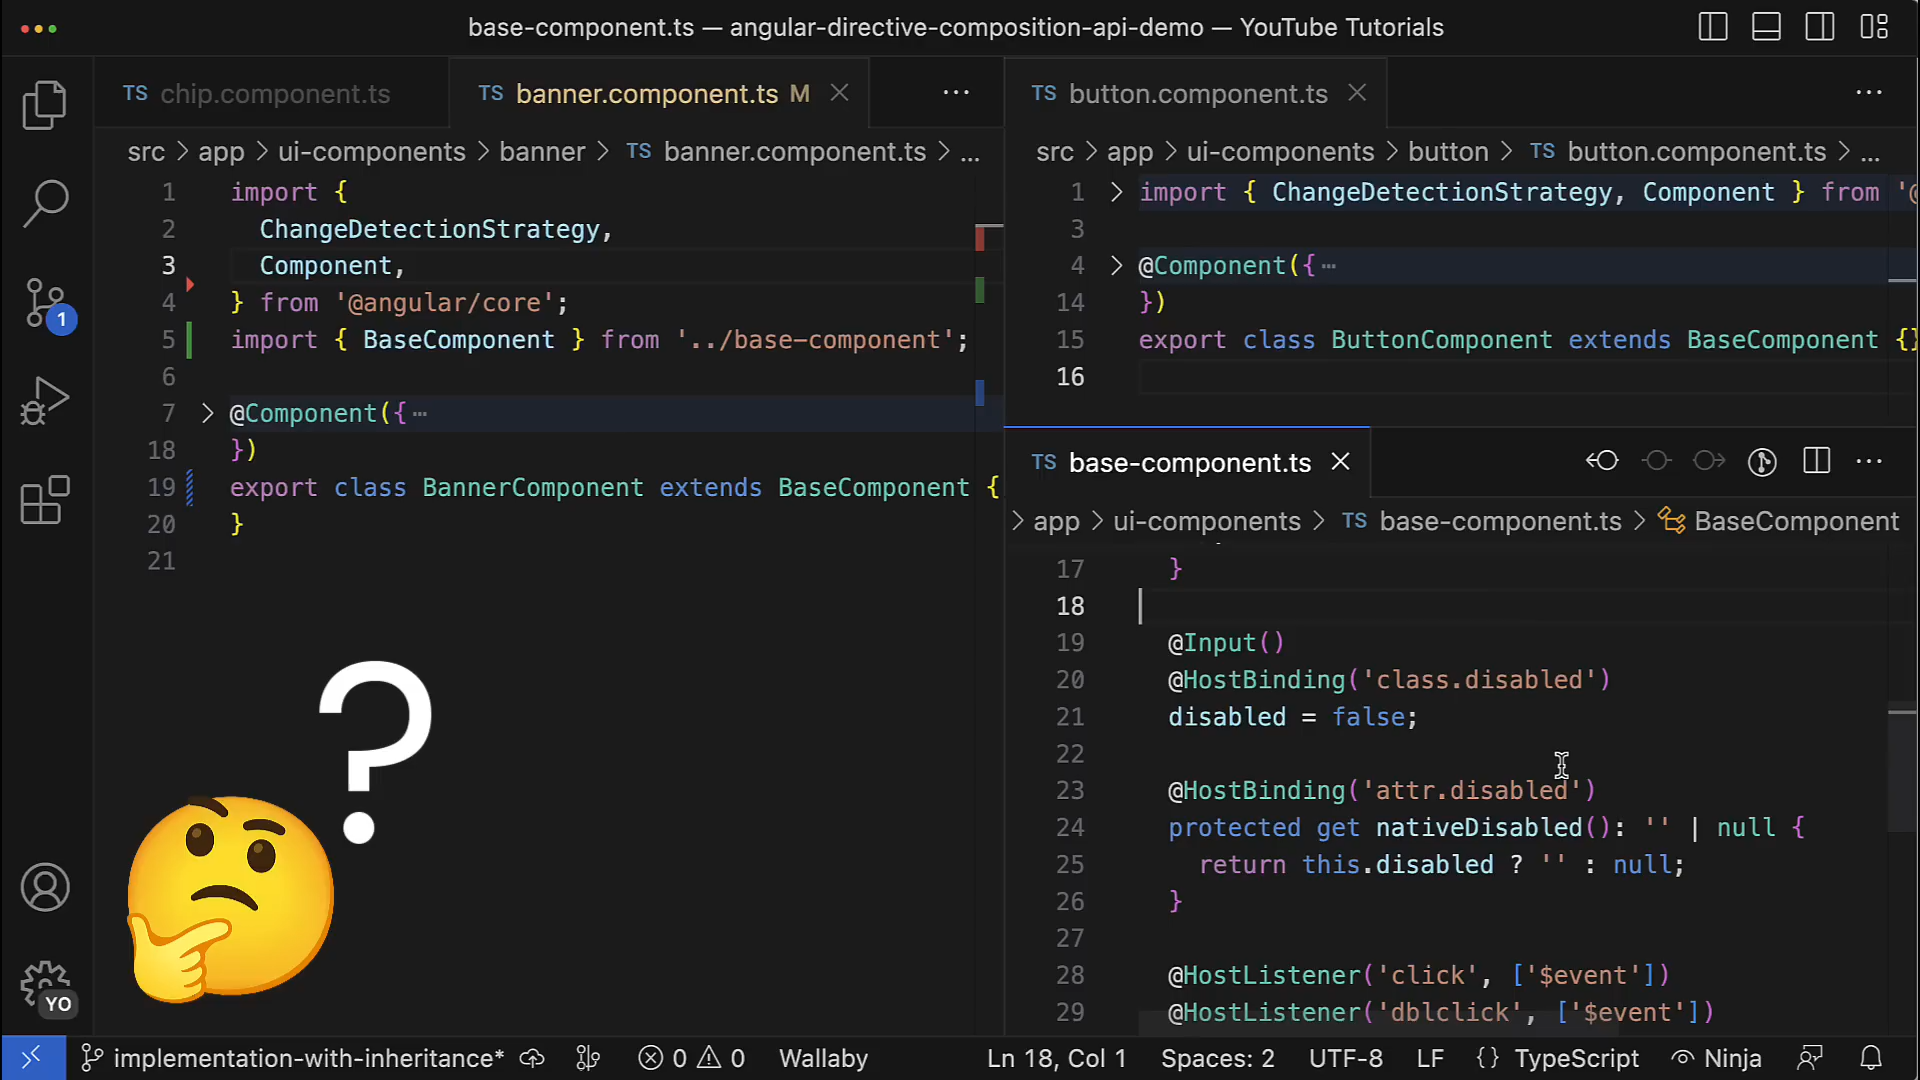 base-component.ts — angular-directive-composition-api-demo — YouTube Tutorials
TS chip.component.ts
TS banner.component.ts M
src > app > ui-components > banner > TS banner.component.ts > ...
1 import {
2 ChangeDetectionStrategy,
3 Component,
4 } from '@angular/core';
5 import { BaseComponent } from '../base-component';
6
7 > @Component({ ⋯
18 })
19 export class BannerComponent extends BaseComponent {
20 }
21
TS button.component.ts
src > app > ui-components > button > TS button.component.ts > ...
1 > import { ChangeDetectionStrategy, Component } from '@
3
4 > @Component({ ⋯
14 })
15 export class ButtonComponent extends BaseComponent {}
16
TS base-component.ts
> app > ui-components > TS base-component.ts > BaseComponent
17 }
18
19 @Input()
20 @HostBinding('class.disabled')
21 disabled = false;
22
23 @HostBinding('attr.disabled')
24 protected get nativeDisabled(): '' | null {
25 return this.disabled ? '' : null;
26 }
27
28 @HostListener('click', ['$event'])
29 @HostListener('dblclick', ['$event'])
?
1
YO
implementation-with-inheritance* 0 0 Wallaby Ln 18, Col 1 Spaces: 2 UTF-8 LF {} TypeScript Ninja